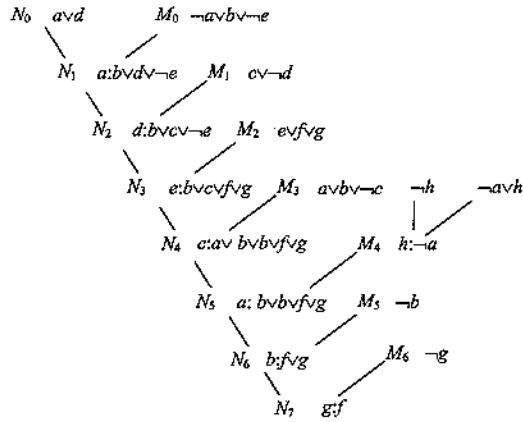 N₀ a∨d M₀ ¬a∨b∨¬e
N₁ a:b∨d∨¬e M₁ c∨¬d
N₂ d:b∨c∨¬e M₂ e∨f∨g
N₃ e:b∨c∨f∨g M₃ a∨b∨¬c ¬h ¬a∨h
N₄ c:a∨ b∨b∨f∨g M₄ h:¬a
N₅ a: b∨b∨f∨g M₅ ¬b
N₆ b:f∨g M₆ ¬g
N₇ g:f